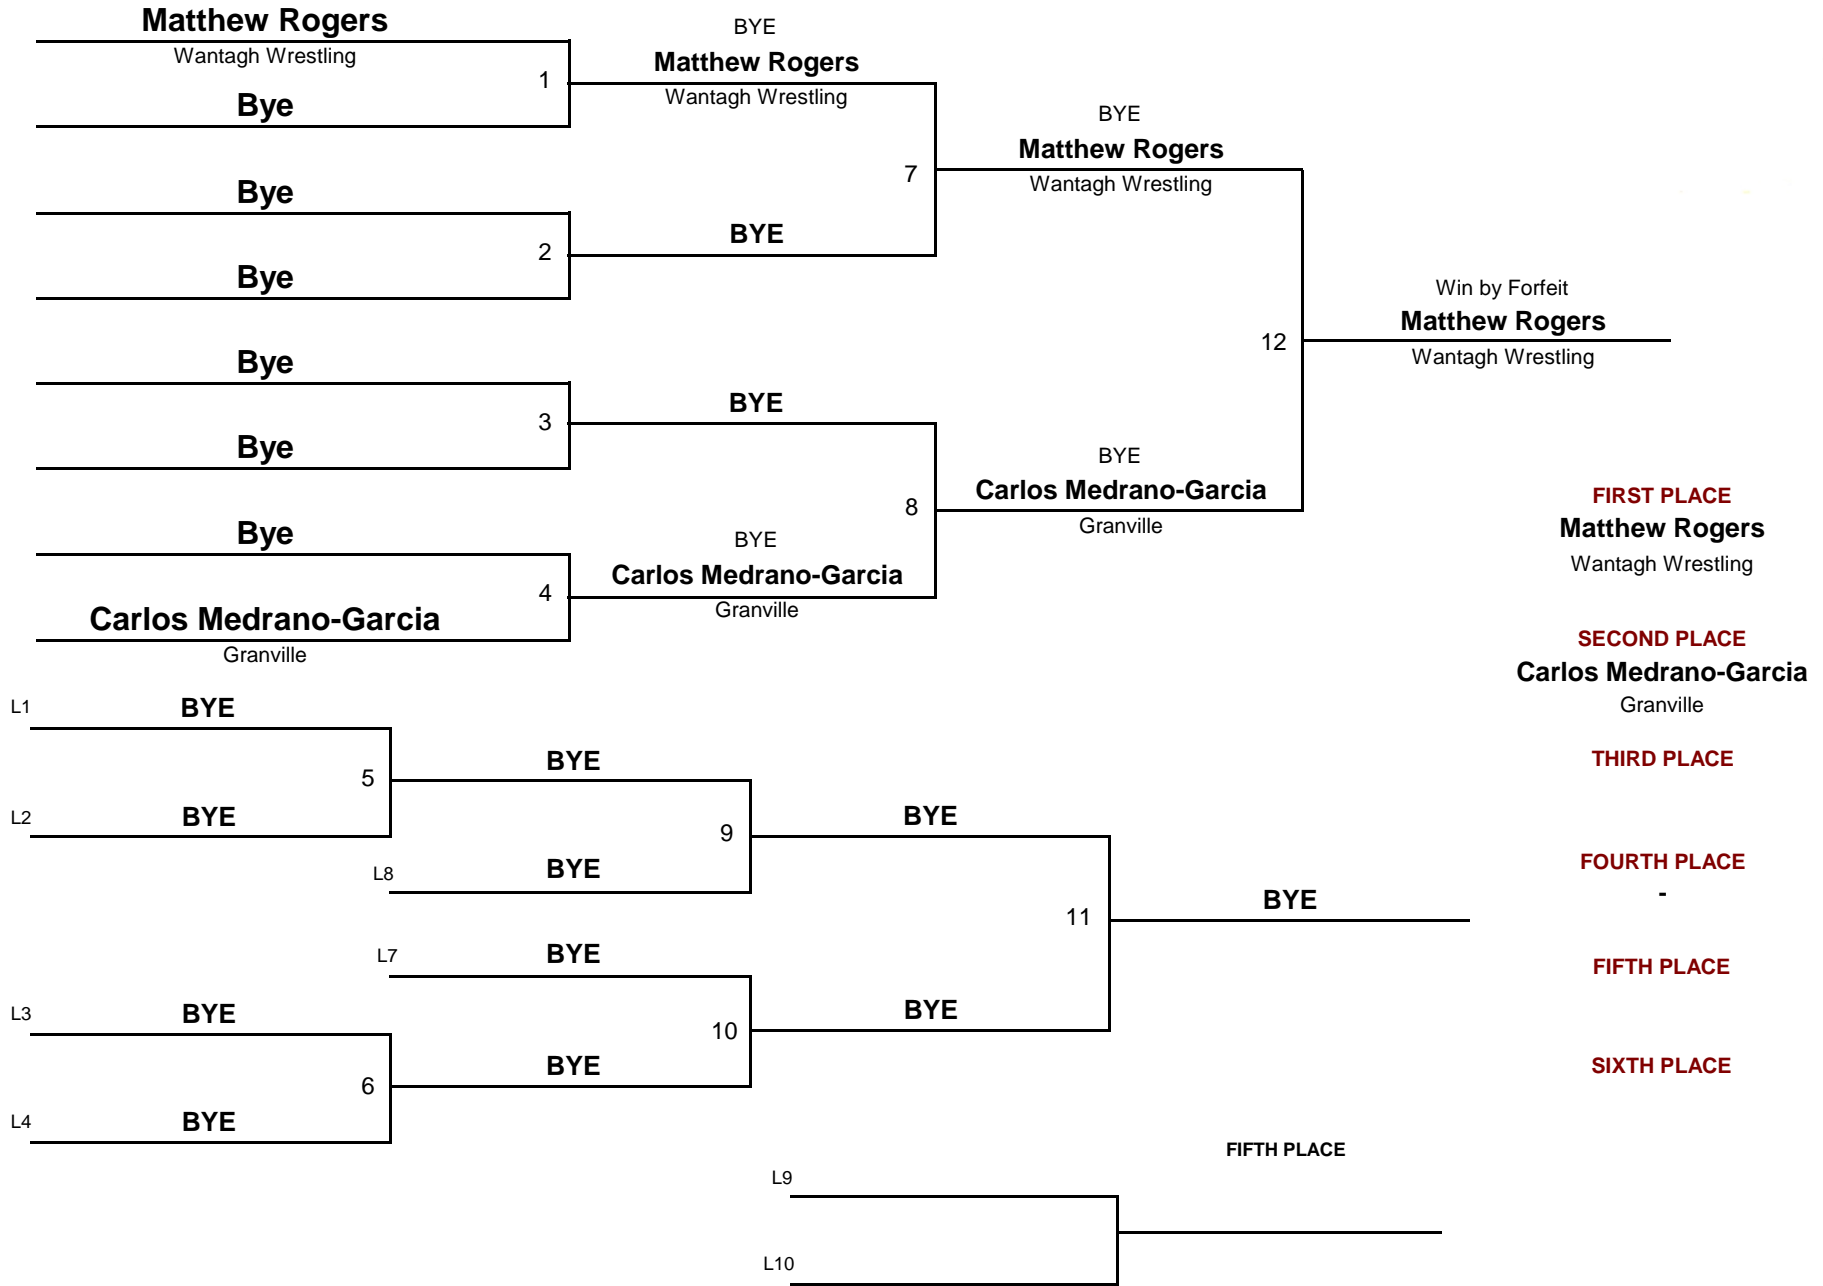 Matthew Rogers
Wantagh Wrestling
1
Bye
BYE
Matthew Rogers
Wantagh Wrestling
Bye
2
Bye
BYE
7
BYE
Matthew Rogers
Wantagh Wrestling
Bye
3
Bye
BYE
Bye
4
Carlos Medrano-Garcia
Granville
BYE
Carlos Medrano-Garcia
Granville
8
BYE
Carlos Medrano-Garcia
Granville
12
Win by Forfeit
Matthew Rogers
Wantagh Wrestling
FIRST PLACE
Matthew Rogers
Wantagh Wrestling
SECOND PLACE
Carlos Medrano-Garcia
Granville
THIRD PLACE
FOURTH PLACE
-
FIFTH PLACE
SIXTH PLACE
L1 BYE
5
L2 BYE
BYE
9
L8 BYE
BYE
11
BYE
L7 BYE
10
BYE
L3 BYE
6
L4 BYE
BYE
FIFTH PLACE
L9
L10